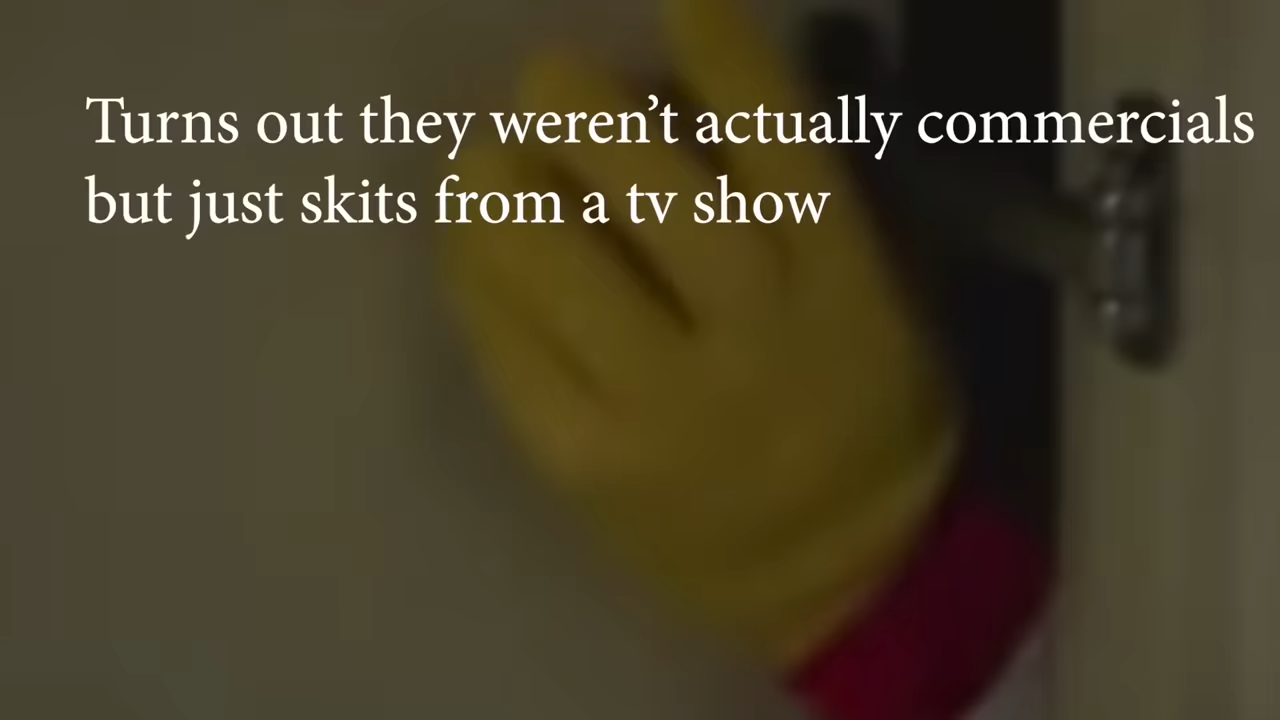 Turns out they weren’t actually commercials
but just skits from a tv show